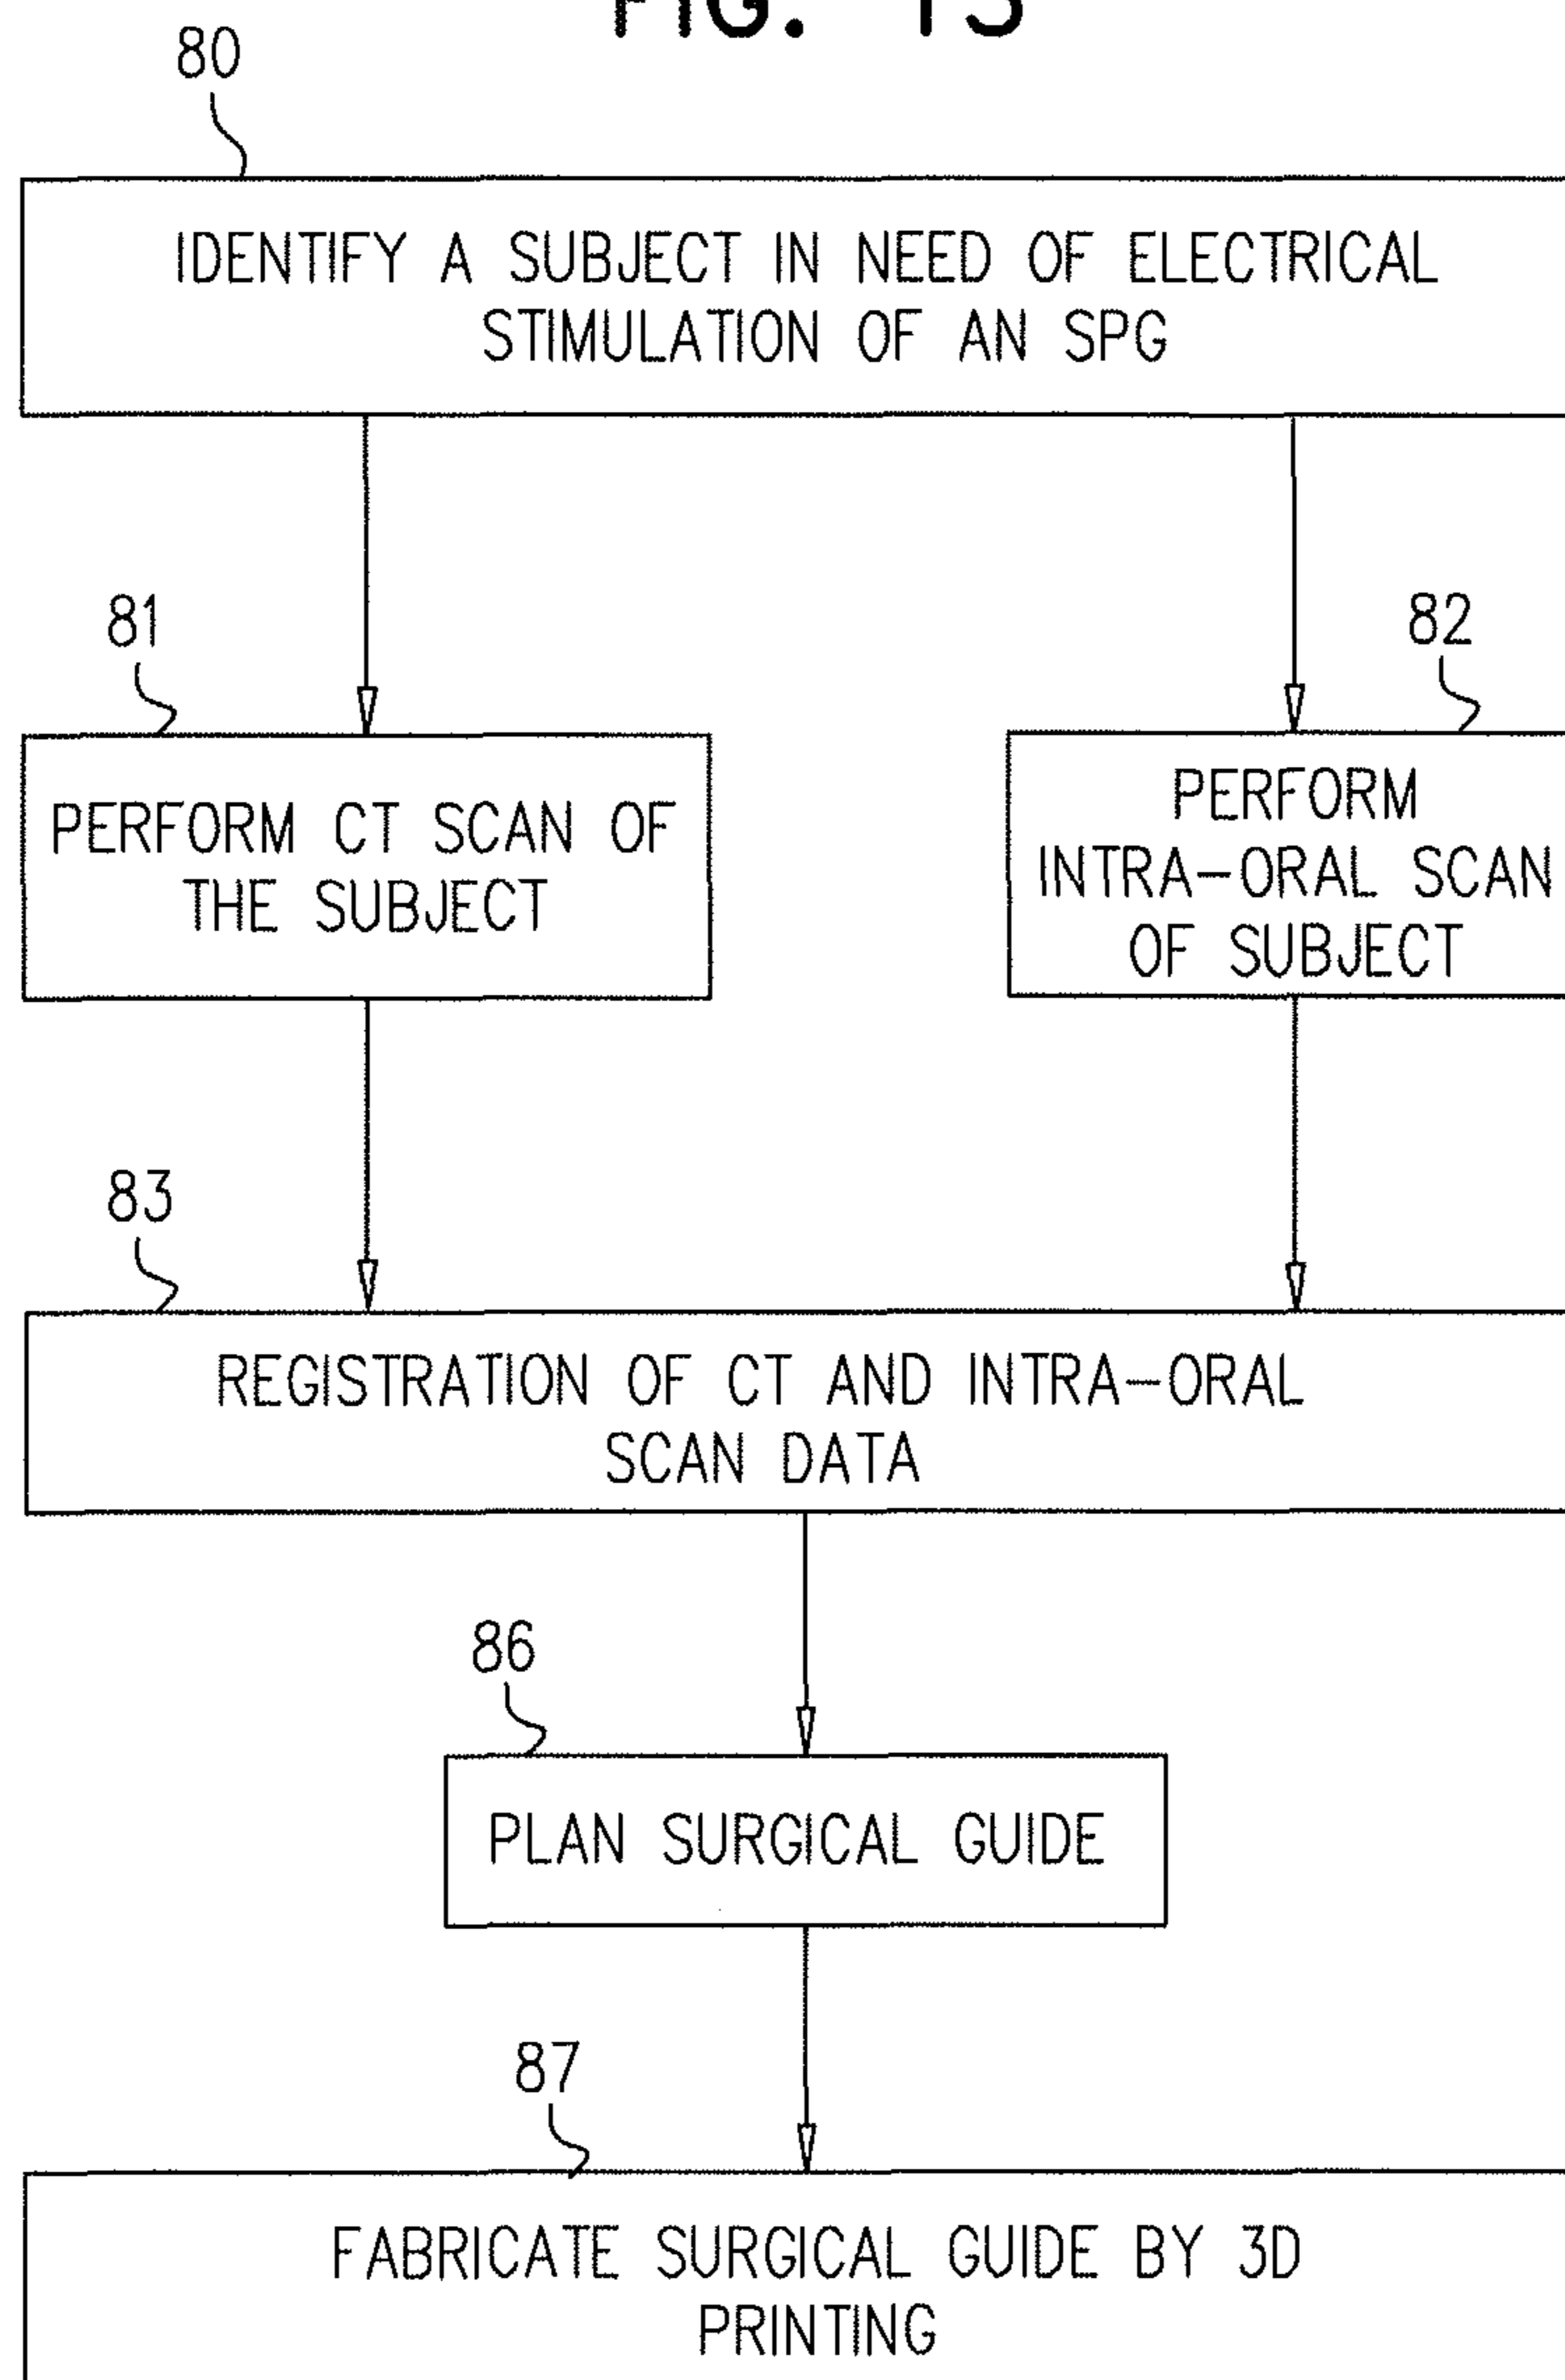 FIG. 13
80
IDENTIFY A SUBJECT IN NEED OF ELECTRICAL
STIMULATION OF AN SPG
81
82
PERFORM CT SCAN OF
THE SUBJECT
PERFORM
INTRA-ORAL SCAN
OF SUBJECT
83
REGISTRATION OF CT AND INTRA-ORAL
SCAN DATA
86
PLAN SURGICAL GUIDE
87
FABRICATE SURGICAL GUIDE BY 3D
PRINTING